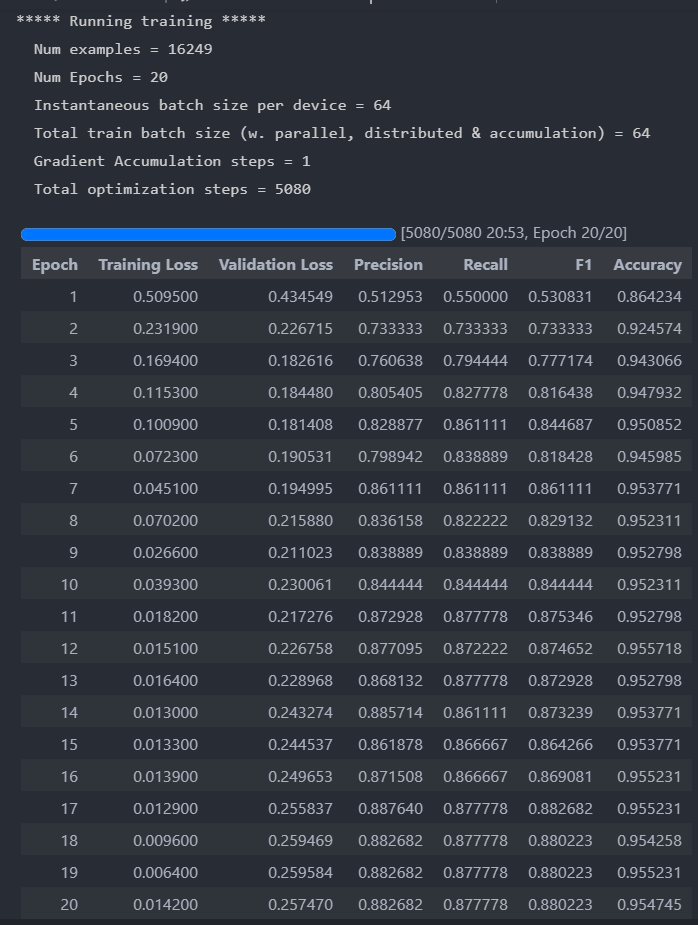 ***** Running training *****
Num examples = 16249
Num Epochs = 20
Instantaneous batch size per device = 64
Total train batch size (w. parallel, distributed & accumulation) = 64
Gradient Accumulation steps = 1
Total optimization steps = 5080
[5080/5080 20:53, Epoch 20/20]
Epoch Training Loss Validation Loss Precision Recall F1 Accuracy
1 0.509500 0.434549 0.512953 0.550000 0.530831 0.864234
2 0.231900 0.226715 0.733333 0.733333 0.733333 0.924574
3 0.169400 0.182616 0.760638 0.794444 0.777174 0.943066
4 0.115300 0.184480 0.805405 0.827778 0.816438 0.947932
5 0.100900 0.181408 0.828877 0.861111 0.844687 0.950852
6 0.072300 0.190531 0.798942 0.838889 0.818428 0.945985
7 0.045100 0.194995 0.861111 0.861111 0.861111 0.953771
8 0.070200 0.215880 0.836158 0.822222 0.829132 0.952311
9 0.026600 0.211023 0.838889 0.838889 0.838889 0.952798
10 0.039300 0.230061 0.844444 0.844444 0.844444 0.952311
11 0.018200 0.217276 0.872928 0.877778 0.875346 0.952798
12 0.015100 0.226758 0.877095 0.872222 0.874652 0.955718
13 0.016400 0.228968 0.868132 0.877778 0.872928 0.952798
14 0.013000 0.243274 0.885714 0.861111 0.873239 0.953771
15 0.013300 0.244537 0.861878 0.866667 0.864266 0.953771
16 0.013900 0.249653 0.871508 0.866667 0.869081 0.955231
17 0.012900 0.255837 0.887640 0.877778 0.882682 0.955231
18 0.009600 0.259469 0.882682 0.877778 0.880223 0.954258
19 0.006400 0.259584 0.882682 0.877778 0.880223 0.955231
20 0.014200 0.257470 0.882682 0.877778 0.880223 0.954745